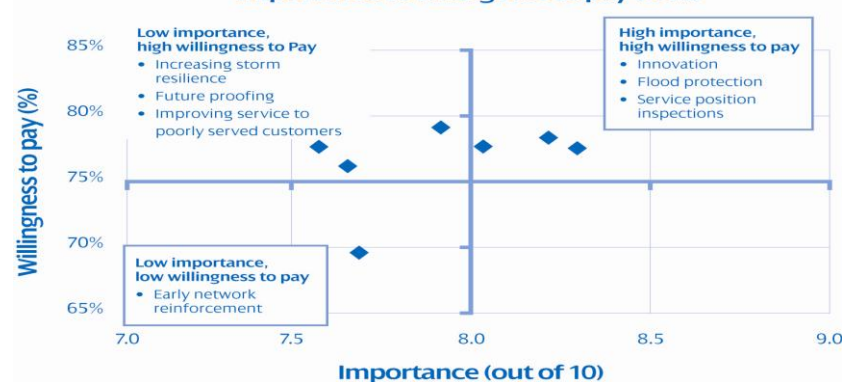 Low importance,
high willingness to Pay
• Increasing storm
resilience
• Future proofing
• Improving service to
poorly served customers
High importance,
high willingness to pay
• Innovation
• Flood protection
• Service position
inspections
85%
80%
75%
70%
65%
Willingness to pay (%)
Low importance,
low willingness to pay
• Early network
reinforcement
7.0
7.5
8.0
8.5
9.0
Importance (out of 10)